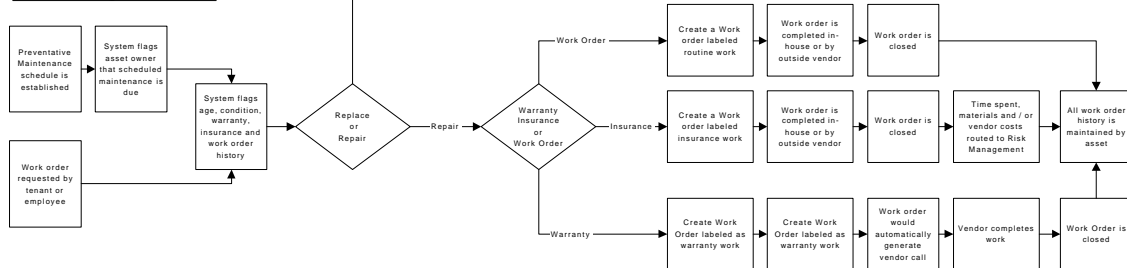 Preventative
Maintenance
schedule is
established
System flags
asset owner
that scheduled
maintenance is
due
Work order
requested by
tenant or
employee
System flags
age, condition,
warranty,
insurance and
work order
history
Replace
or
Repair
Repair
Warranty
Insurance
or
Work Order
Work Order
Create a Work
order labeled
routine work
Work order is
completed in-
house or by
outside vendor
Work order is
closed
Insurance
Create a Work
order labeled
insurance work
Work order is
completed in-
house or by
outside vendor
Work order is
closed
Time spent,
materials and / or
vendor costs
routed to Risk
Management
All work order
history is
maintained by
asset
Warranty
Create Work
Order labeled as
warranty work
Create Work
Order labeled as
warranty work
Work order
would
automatically
generate
vendor call
Vendor completes
work
Work Order is
closed